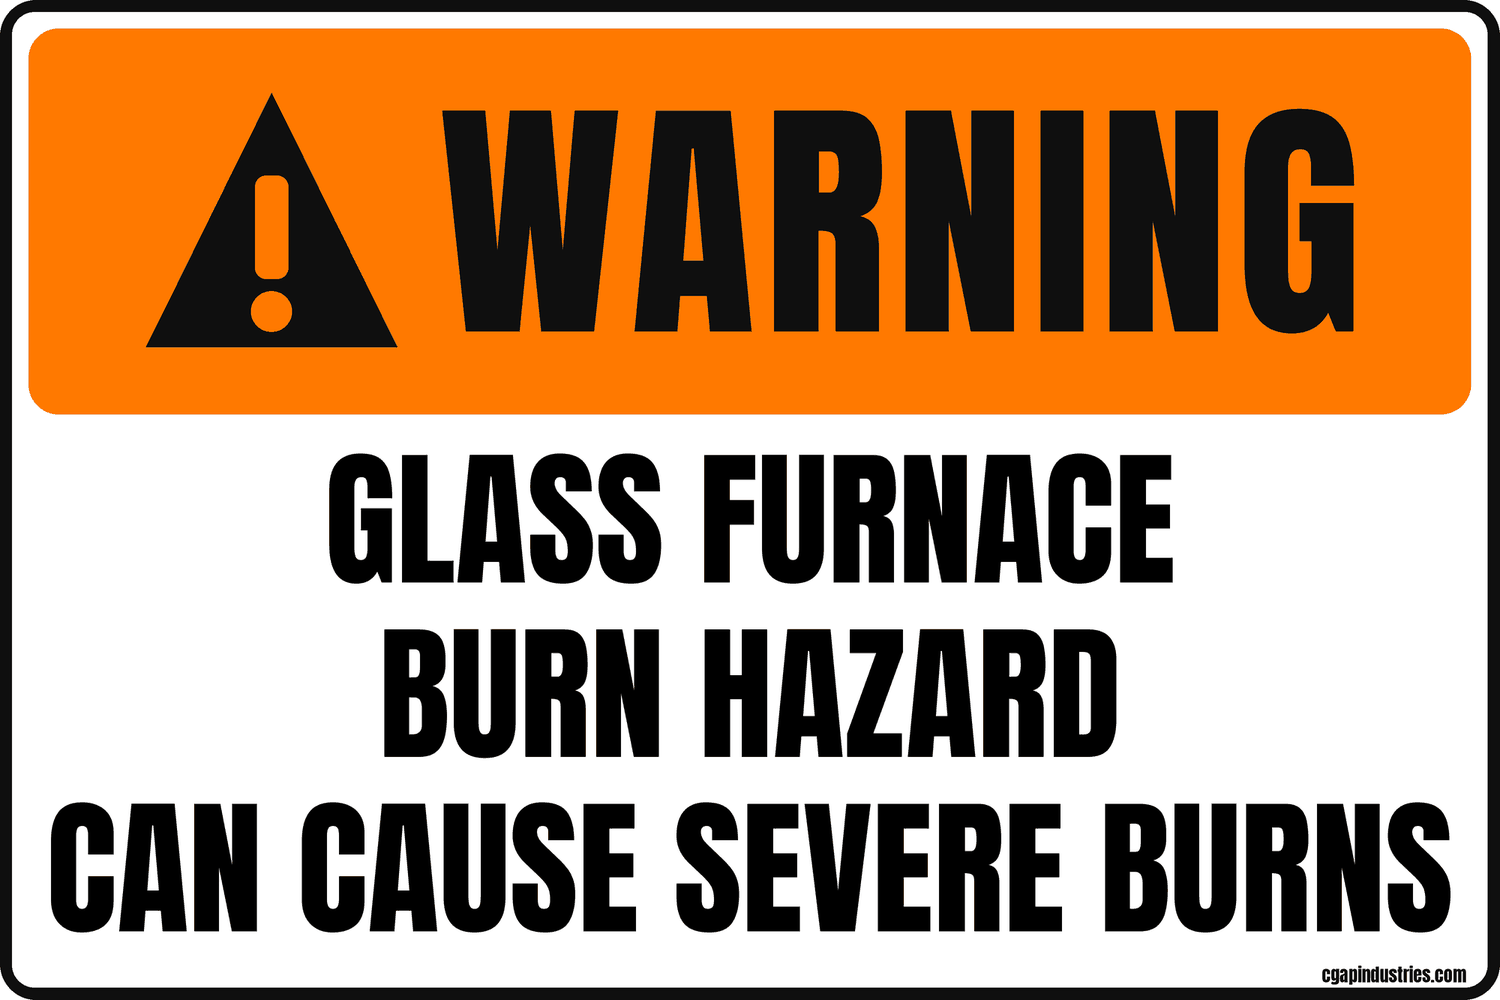 WARNING
GLASS FURNACE
BURN HAZARD
CAN CAUSE SEVERE BURNS
cgapindustries.com